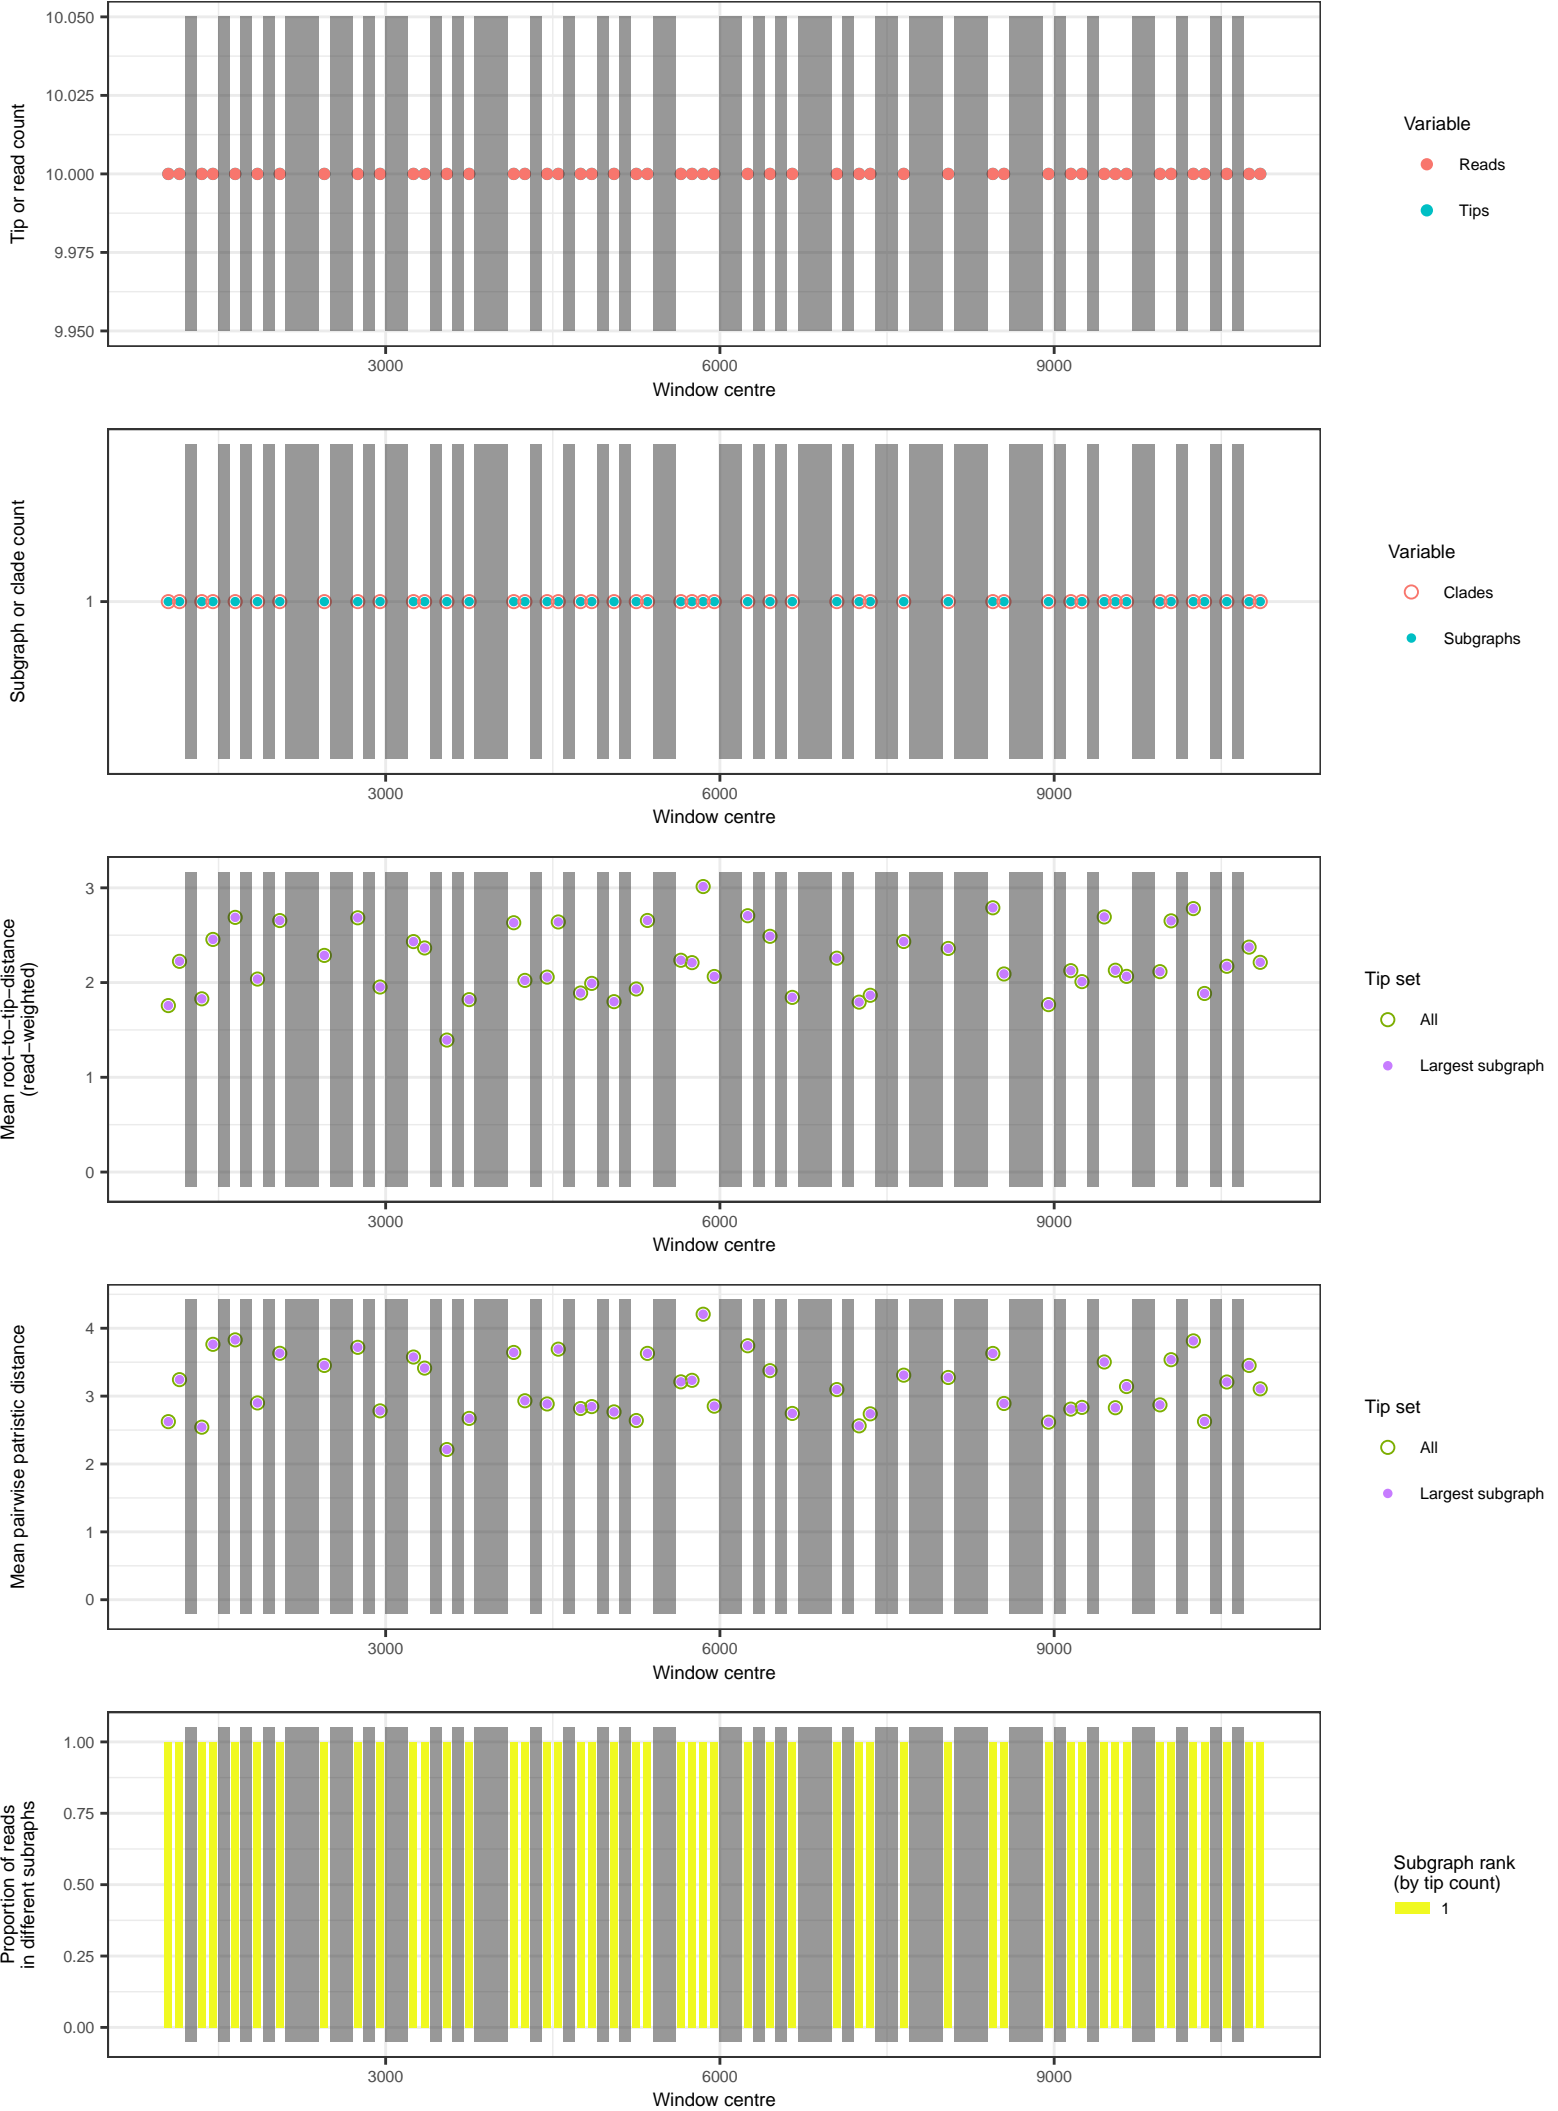 10.050
10.025
10.000
9.975
9.950
Tip or read count
3000
6000
9000
Window centre
Variable
Reads
Tips
1
Subgraph or clade count
3000
6000
9000
Window centre
Variable
Clades
Subgraphs
3
2
1
0
Mean root−to−tip−distance
(read−weighted)
3000
6000
9000
Window centre
Tip set
All
Largest subgraph
4
3
2
1
0
Mean pairwise patristic distance
3000
6000
9000
Window centre
Tip set
All
Largest subgraph
1.00
0.75
0.50
0.25
0.00
Proportion of reads
in different subraphs
3000
6000
9000
Window centre
Subgraph rank
(by tip count)
1